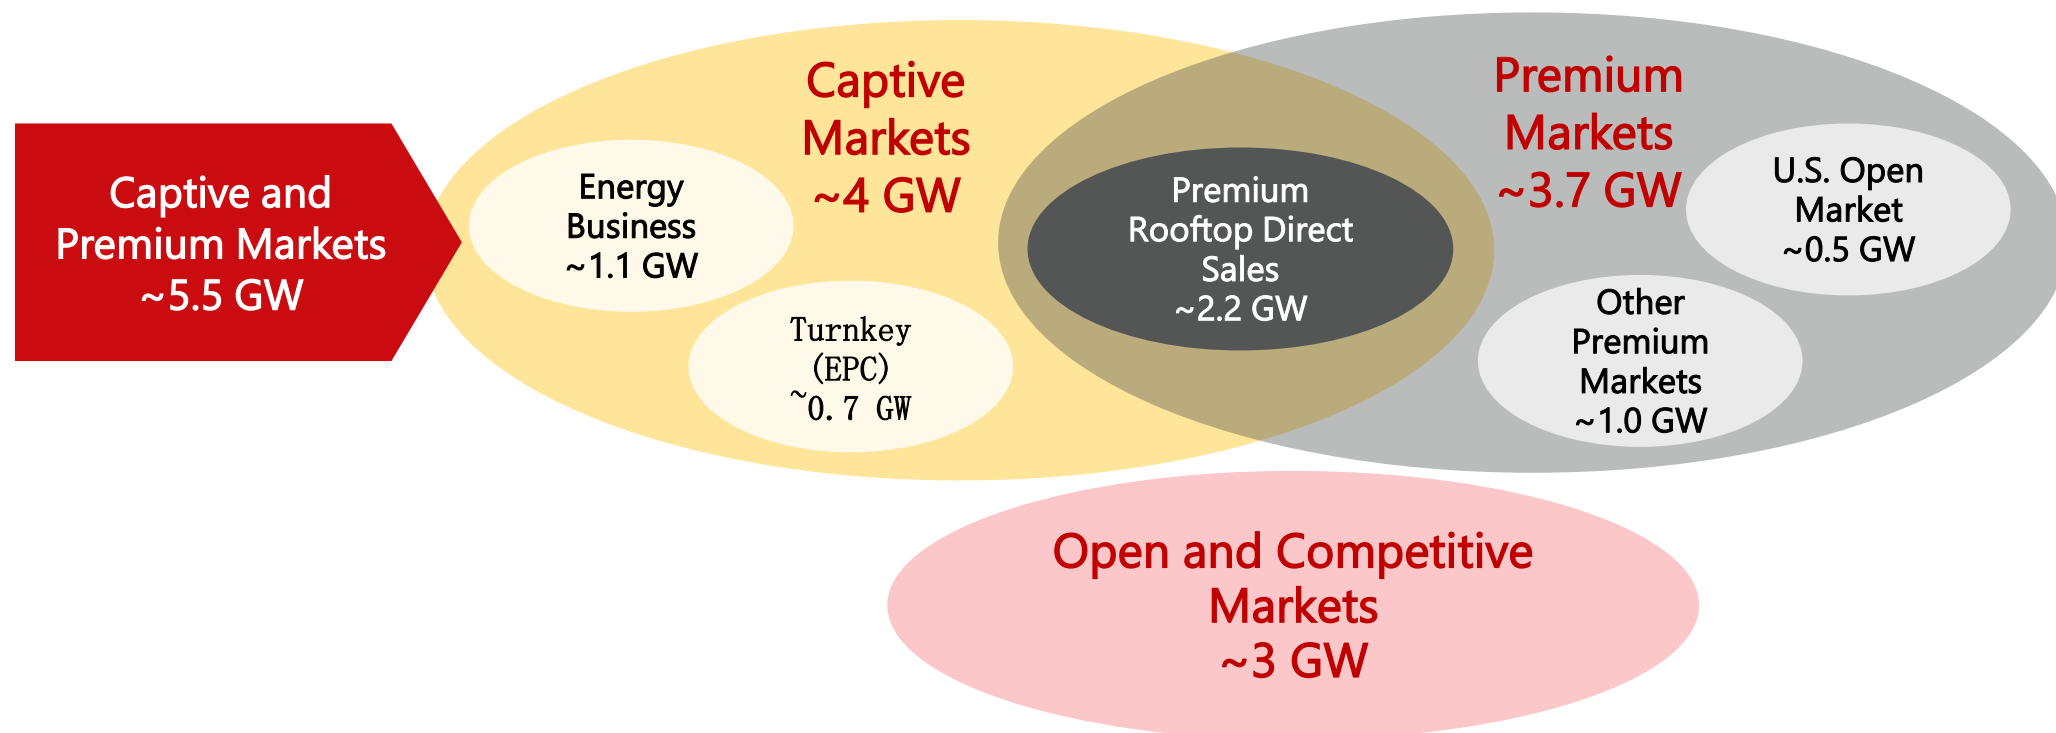 Captive and
Premium Markets
~5.5 GW
Captive
Markets
~4 GW
Energy
Business
~1.1 GW
Turnkey
(EPC)
~0.7 GW
Premium
Rooftop Direct
Sales
~2.2 GW
Premium
Markets
~3.7 GW
U.S. Open
Market
~0.5 GW
Other
Premium
Markets
~1.0 GW
Open and Competitive
Markets
~3 GW